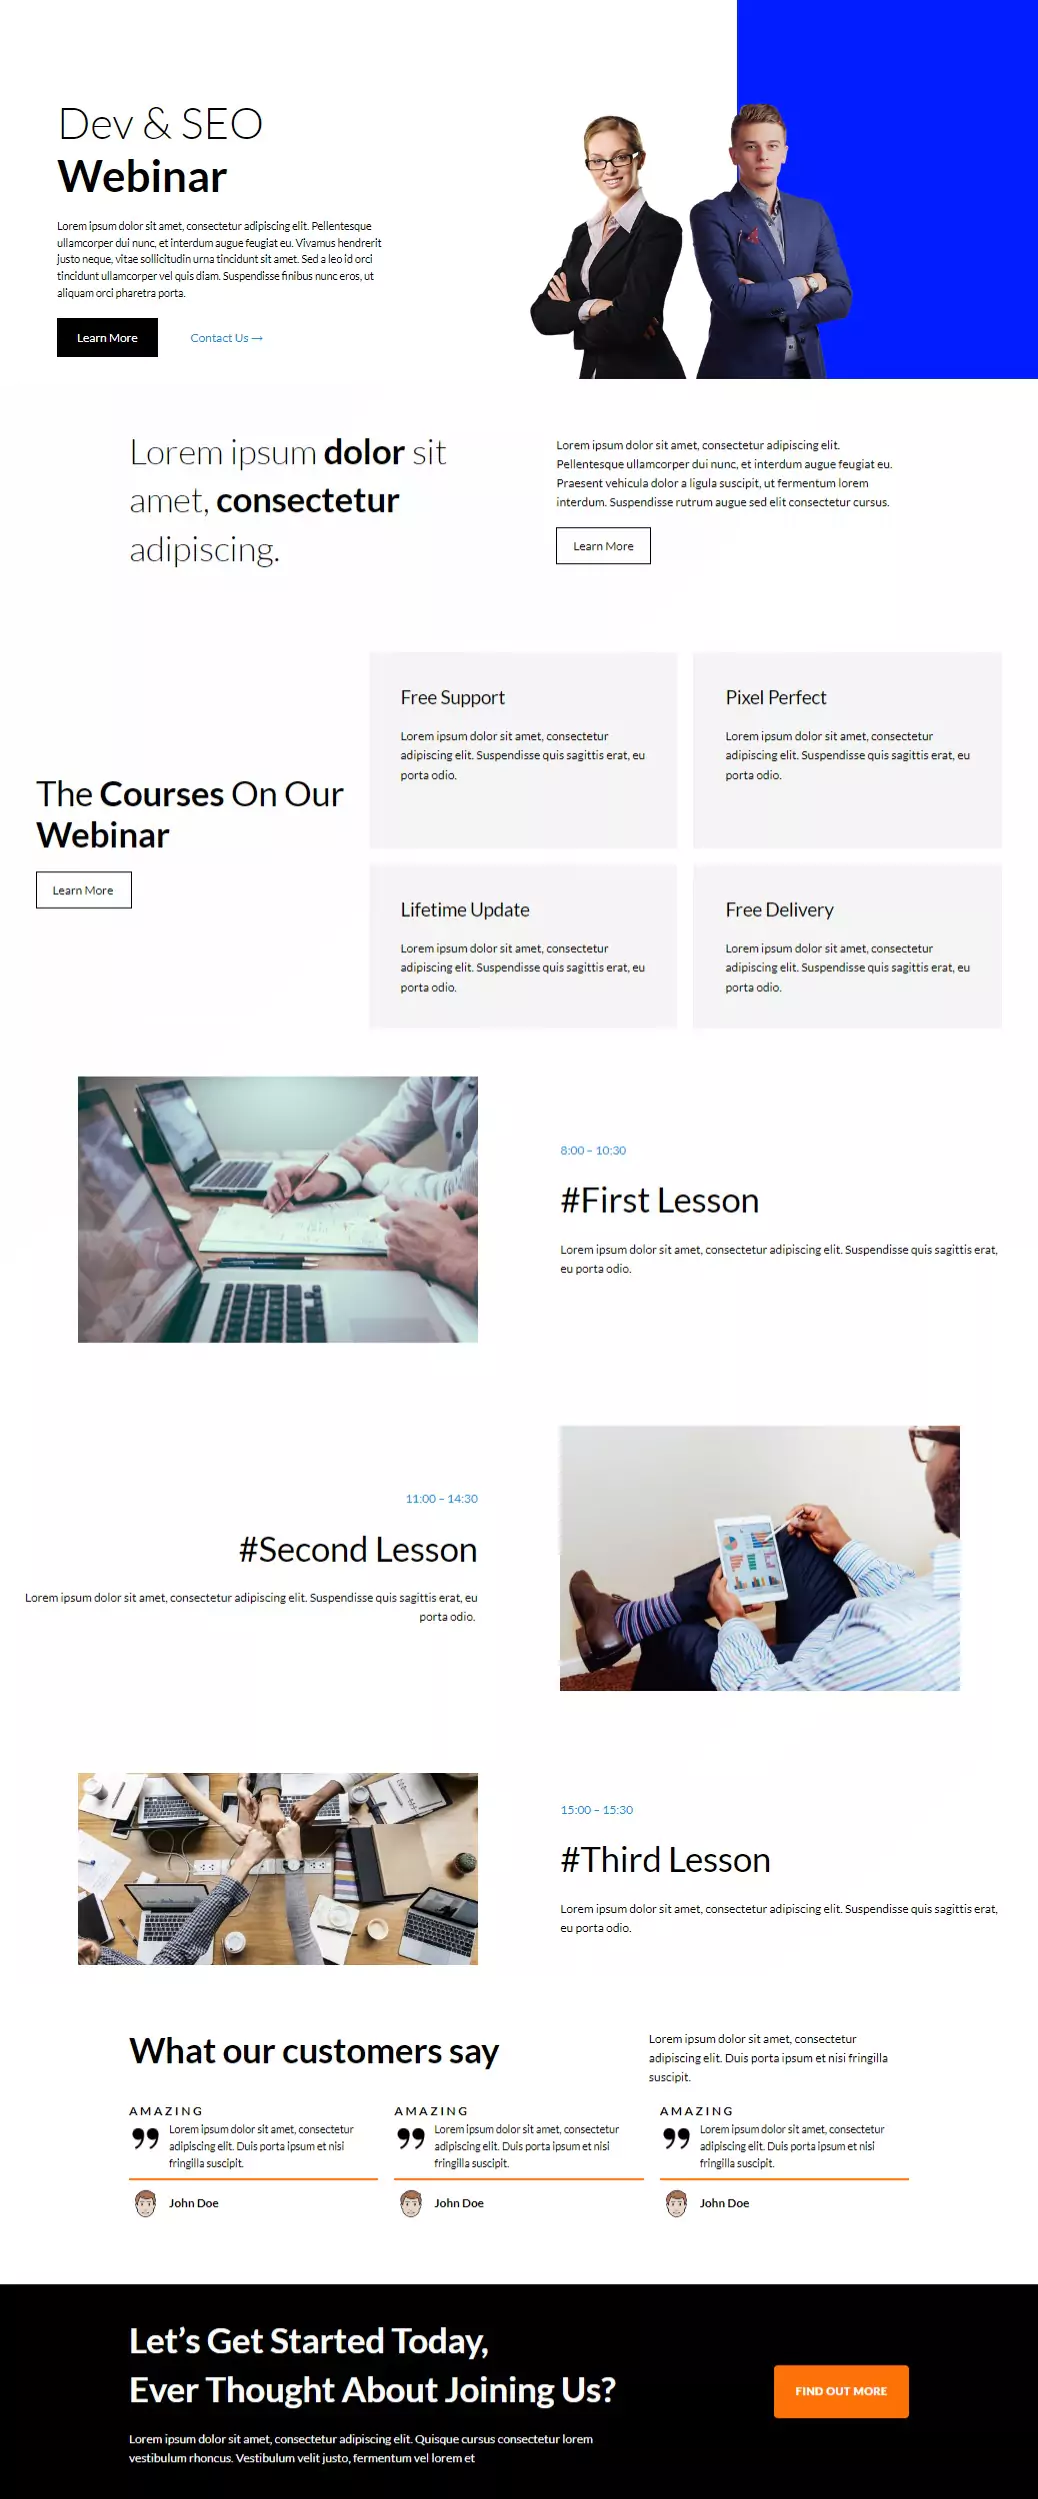 Dev & SEO
Webinar
Lorem ipsum dolor sit amet, consectetur adipiscing elit. Pellentesque
ullamcorper dui nunc, et interdum augue feugiat eu. Vivamus hendrerit
justo neque, vitae sollicitudin urna tincidunt sit amet. Sed a leo id orci
tincidunt ullamcorper vel quis diam. Suspendisse finibus nunc eros, ut
aliquam orci pharetra porta.
Learn More
Contact Us →
Lorem ipsum dolor sit
amet, consectetur
adipiscing.
Lorem ipsum dolor sit amet, consectetur adipiscing elit.
Pellentesque ullamcorper dui nunc, et interdum augue feugiat eu.
Praesent vehicula dolor a ligula suscipit, ut fermentum lorem
interdum. Suspendisse rutrum augue sed elit consectetur cursus.
Learn More
The Courses On Our
Webinar
Learn More
Free Support
Lorem ipsum dolor sit amet, consectetur
adipiscing elit. Suspendisse quis sagittis erat, eu
porta odio.
Pixel Perfect
Lorem ipsum dolor sit amet, consectetur
adipiscing elit. Suspendisse quis sagittis erat, eu
porta odio.
Lifetime Update
Lorem ipsum dolor sit amet, consectetur
adipiscing elit. Suspendisse quis sagittis erat, eu
porta odio.
Free Delivery
Lorem ipsum dolor sit amet, consectetur
adipiscing elit. Suspendisse quis sagittis erat, eu
porta odio.
8:00 – 10:30
#First Lesson
Lorem ipsum dolor sit amet, consectetur adipiscing elit. Suspendisse quis sagittis erat,
eu porta odio.
11:00 – 14:30
#Second Lesson
Lorem ipsum dolor sit amet, consectetur adipiscing elit. Suspendisse quis sagittis erat, eu
porta odio.
15:00 – 15:30
#Third Lesson
Lorem ipsum dolor sit amet, consectetur adipiscing elit. Suspendisse quis sagittis erat,
eu porta odio.
What our customers say
Lorem ipsum dolor sit amet, consectetur
adipiscing elit. Duis porta ipsum et nisi fringilla
suscipit.
AMAZING
Lorem ipsum dolor sit amet, consectetur
adipiscing elit. Duis porta ipsum et nisi
fringilla suscipit.
John Doe
AMAZING
Lorem ipsum dolor sit amet, consectetur
adipiscing elit. Duis porta ipsum et nisi
fringilla suscipit.
John Doe
AMAZING
Lorem ipsum dolor sit amet, consectetur
adipiscing elit. Duis porta ipsum et nisi
fringilla suscipit.
John Doe
Let’s Get Started Today,
Ever Thought About Joining Us?
Lorem ipsum dolor sit amet, consectetur adipiscing elit. Quisque cursus consectetur lorem
vestibulum rhoncus. Vestibulum velit justo, fermentum vel lorem et
FIND OUT MORE